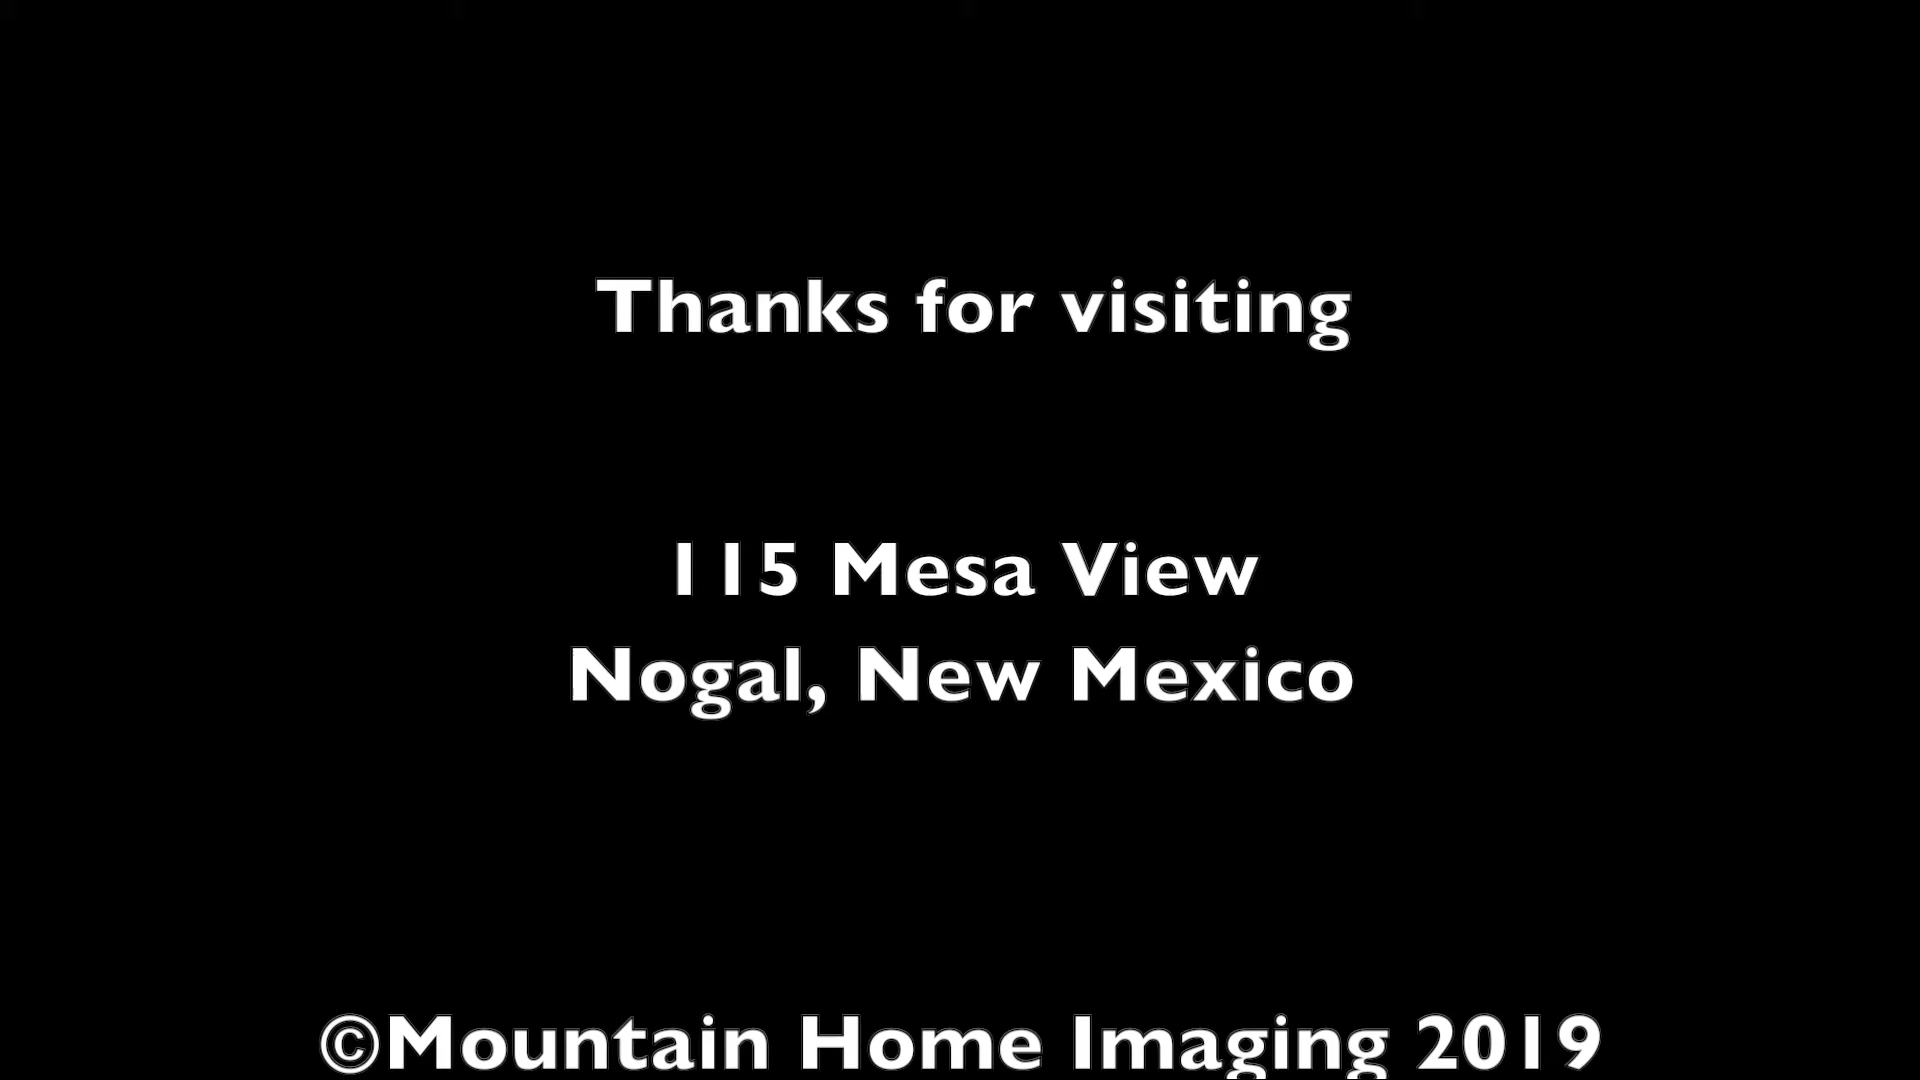 Thanks for visiting
115 Mesa View
Nogal, New Mexico
©Mountain Home Imaging 2019